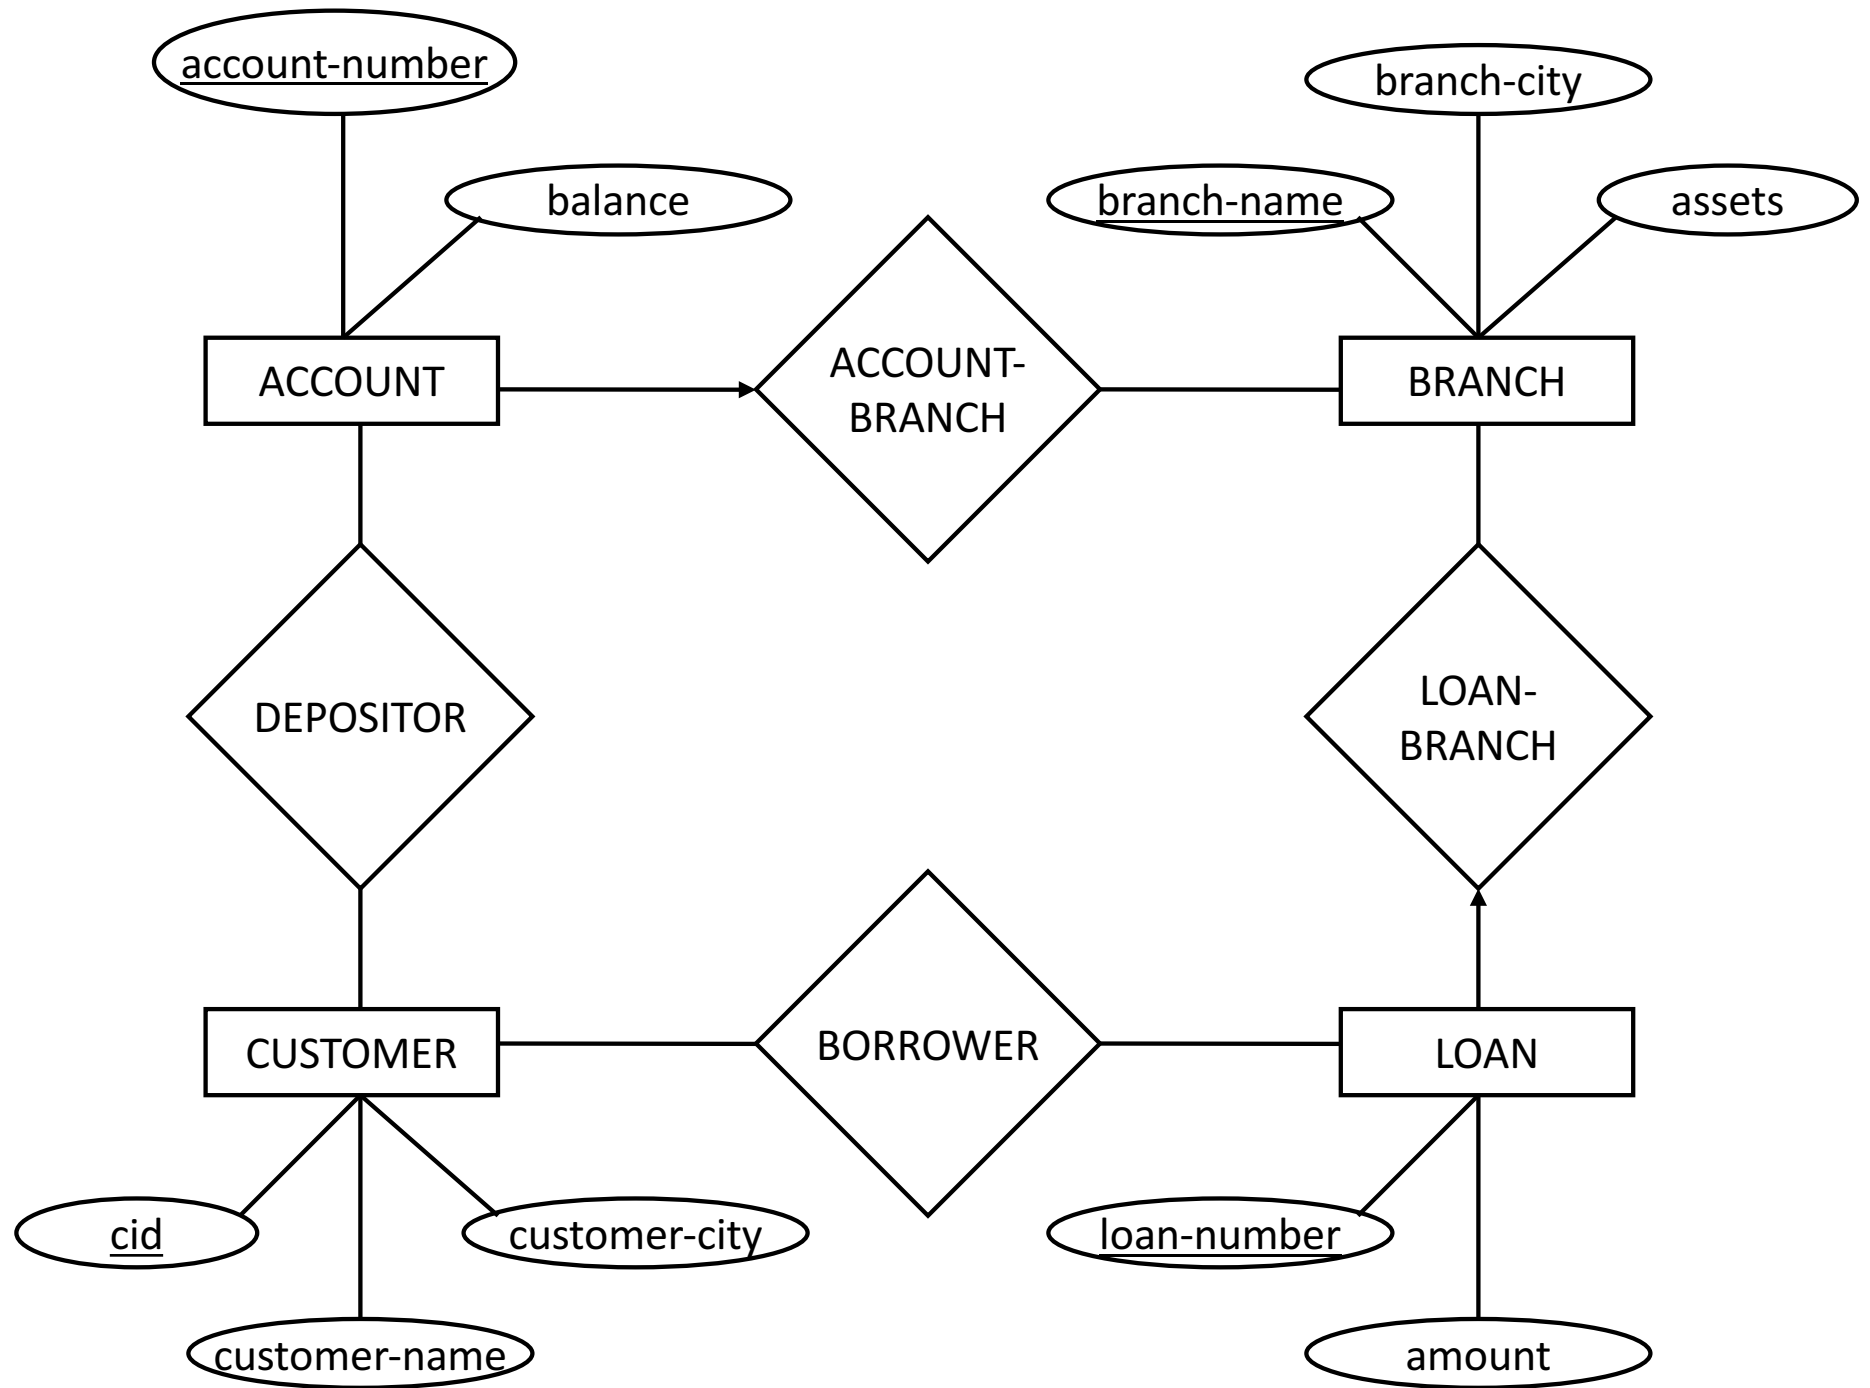 account-number
branch-city
balance
branch-name
assets
ACCOUNT
ACCOUNT-
BRANCH
BRANCH
DEPOSITOR
LOAN-
BRANCH
CUSTOMER
BORROWER
LOAN
cid
customer-city
loan-number
customer-name
amount